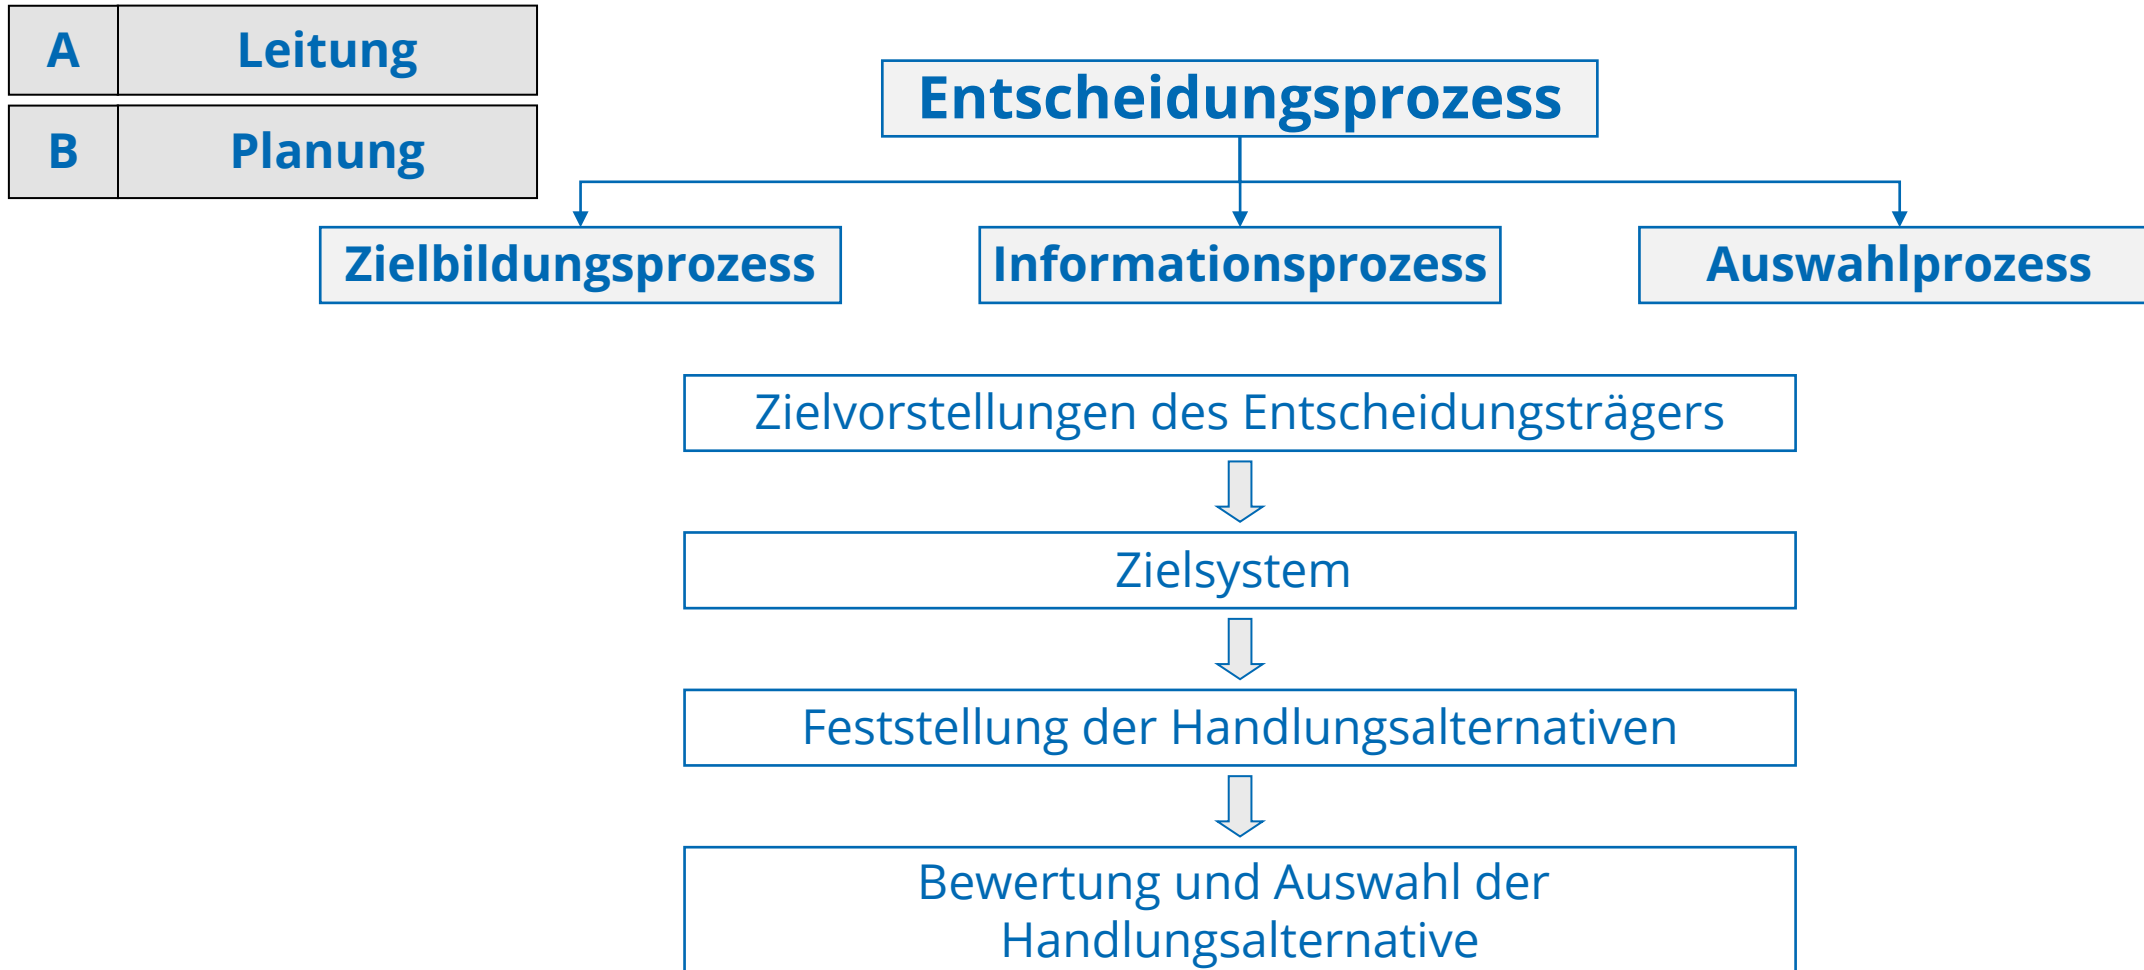 A Leitung
B Planung
Entscheidungsprozess
Zielbildungsprozess Informationsprozess Auswahlprozess
Zielvorstellungen des Entscheidungsträgers
Zielsystem
Feststellung der Handlungsalternativen
Bewertung und Auswahl der
Handlungsalternative